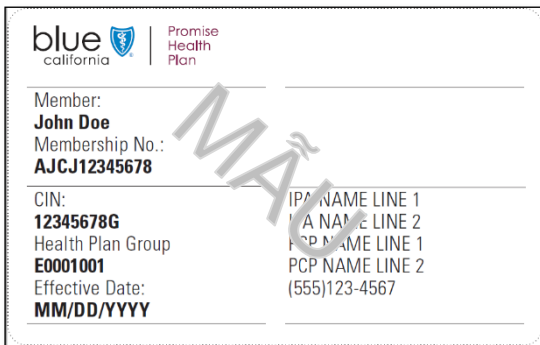 blue
california
Promise
Health
Plan
Member:
John Doe
Membership No.:
AJCJ12345678
CIN:
12345678G
Health Plan Group
E0001001
Effective Date:
MM/DD/YYYY
IPA NAME LINE 1
IPA NAME LINE 2
PCP NAME LINE 1
PCP NAME LINE 2
(555)123-4567
MẪU